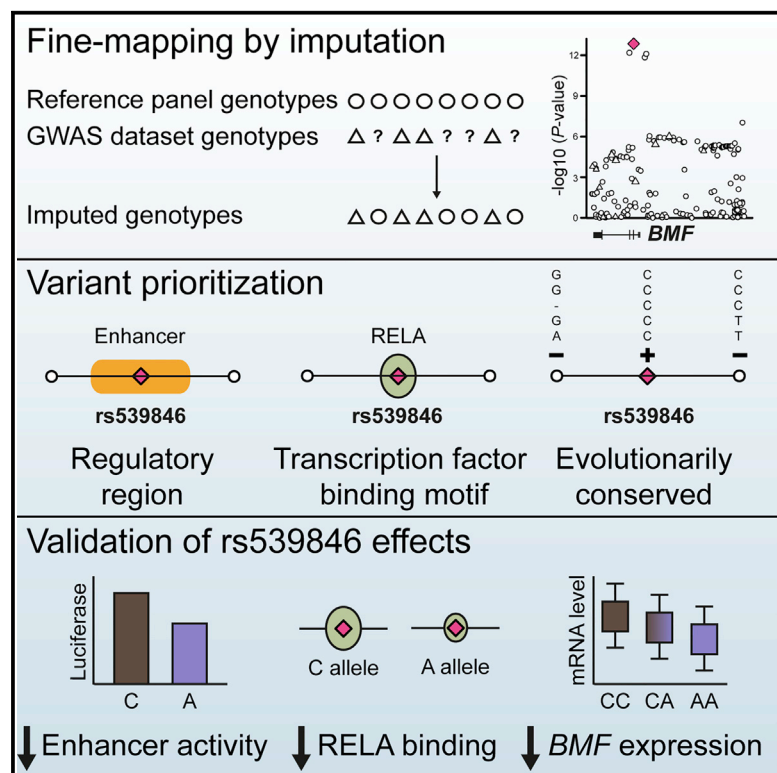 Fine-mapping by imputation
Reference panel genotypes
GWAS dataset genotypes ? ? ? ?
Imputed genotypes
-log10 (P-value)
12
9
6
3
0
BMF
Variant prioritization
Enhancer
rs539846
Regulatory
region
RELA
rs539846
Transcription factor
binding motif
G C C
G C C
- C C
G C T
A C T
− + −
rs539846
Evolutionarily
conserved
Validation of rs539846 effects
Luciferase
C A
↓ Enhancer activity
C allele A allele
↓ RELA binding
mRNA level
CC CA AA
↓ BMF expression